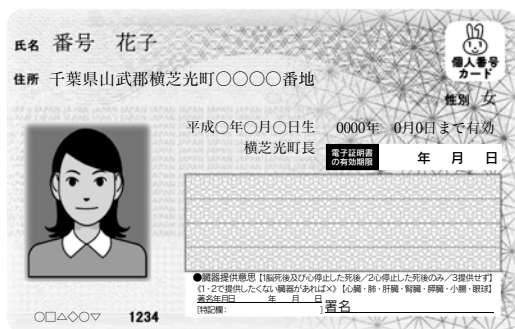 氏名 番号 花子
個人番号
カード
住所 千葉県山武郡横芝光町○○○○番地
性別 女
平成○年○月○日生 0000年 0月0日まで有効
横芝光町長 電子証明書の有効期限 年 月 日
●臓器提供意思【1脳死後及び心停止した死後／2心停止した死後のみ／3提供せず】
《1・2で提供したくない臓器があれば×》【心臓・肺・肝臓・腎臓・膵臓・小腸・眼球】
署名年月日 年 月 日
[特記欄: ] 署名
○□△◇○▽ 1234